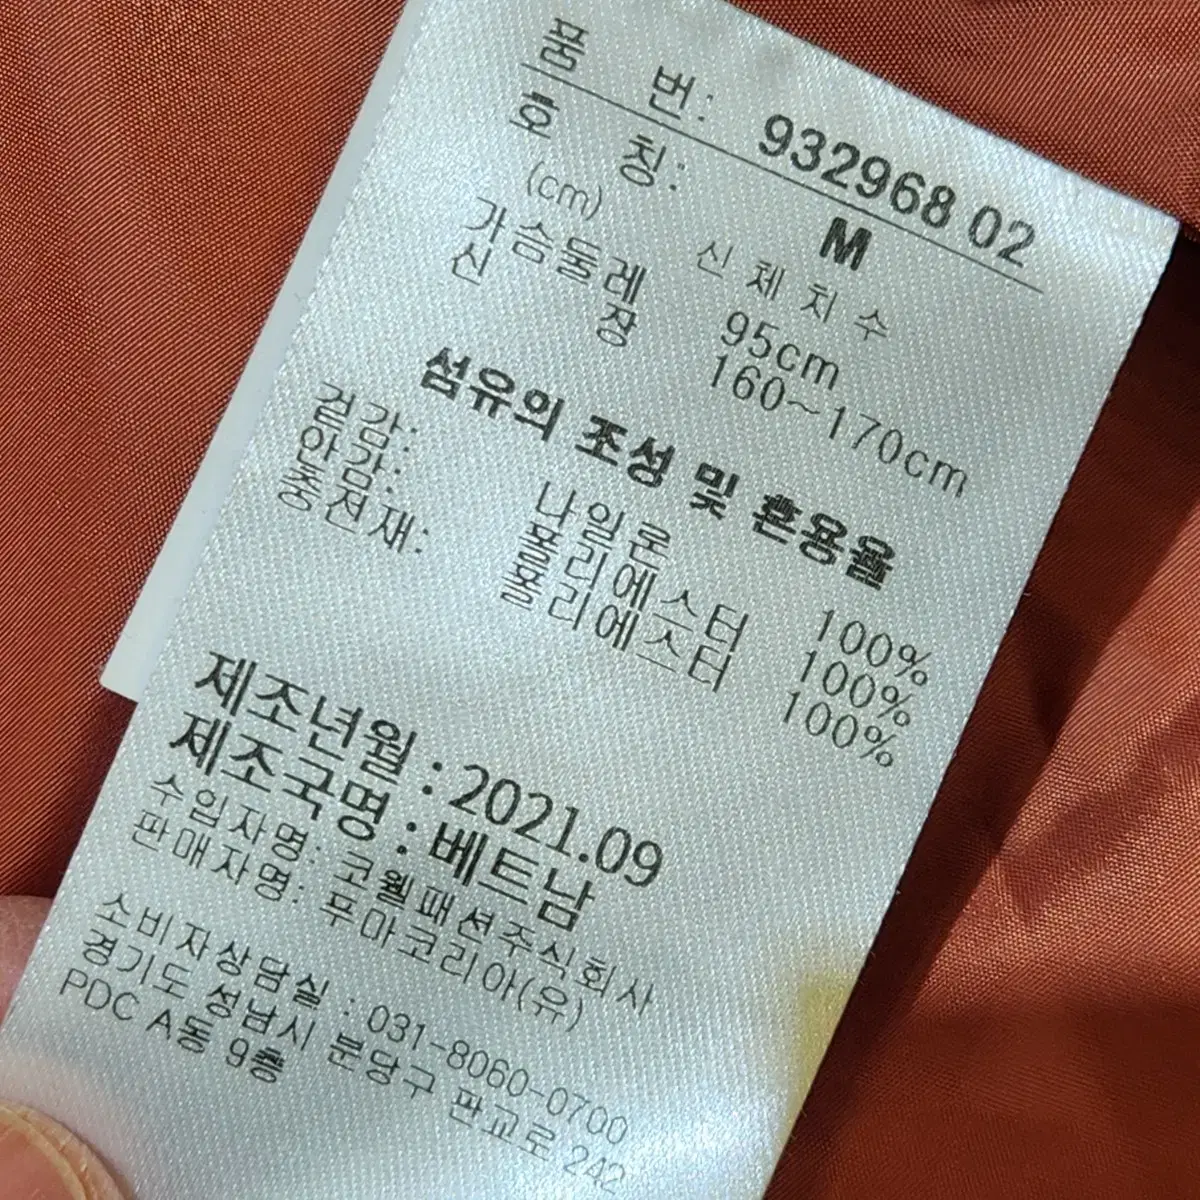 품 번: 932968 02
호 칭: M
(cm) 신체치수
가슴둘레 95cm
신 장 160~170cm
섬유의 조성 및 혼용율
겉감: 나일론 100%
안감: 폴리에스터 100%
충전재: 폴리에스터 100%
제조년월 : 2021.09
제조국명 : 베트남
수입자명: 코웰패션주식회사
판매자명: 푸마코리아(유)
소비자상담실 : 031-8060-0700
경기도 성남시 분당구 판교로 242
PDC A동 9층